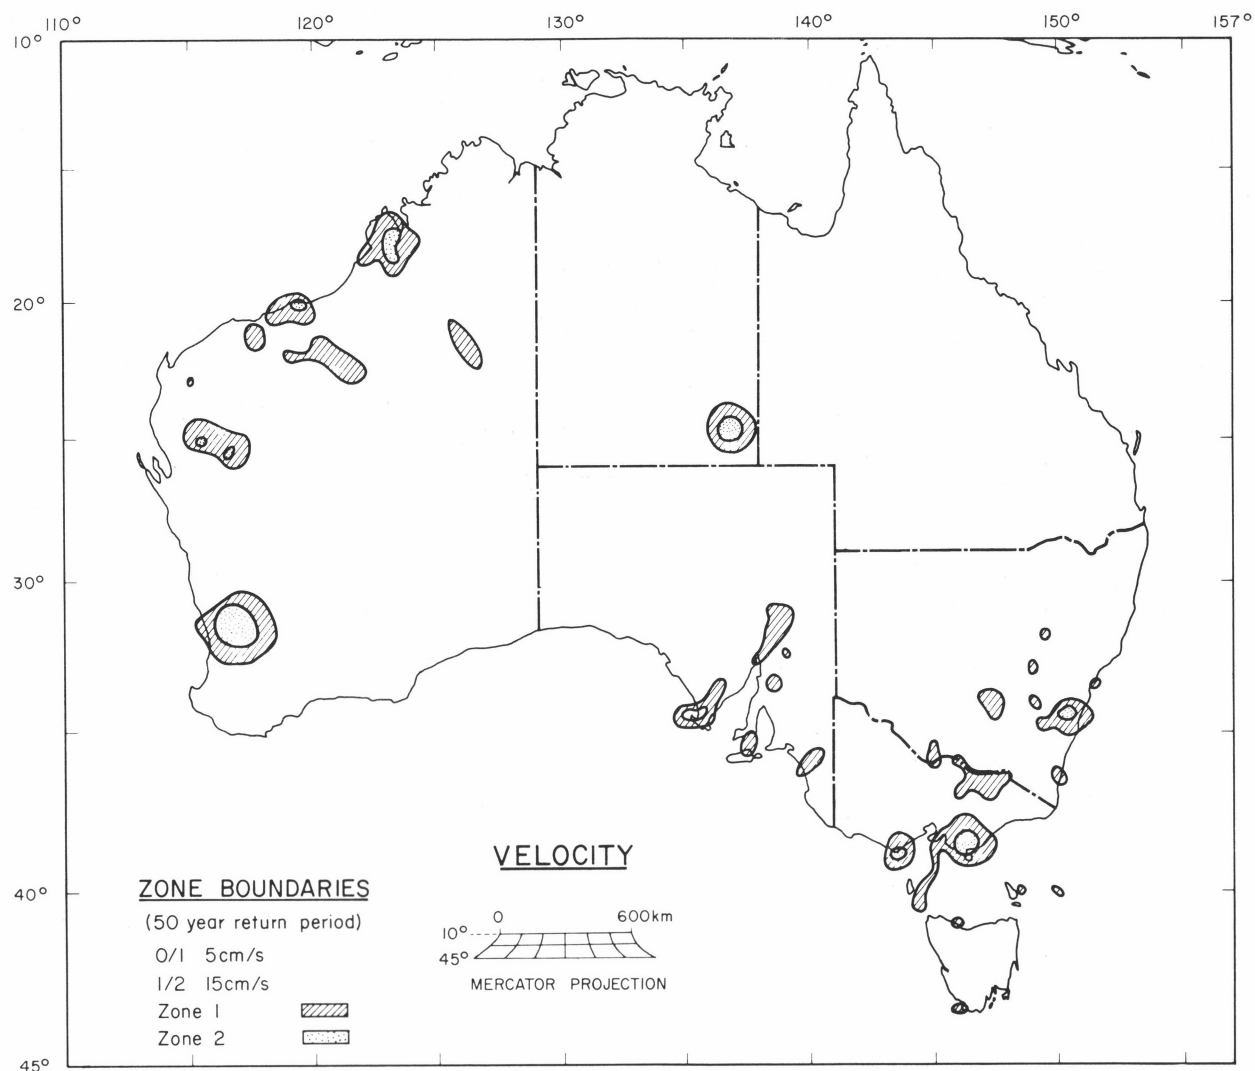 110° 120° 130° 140° 150° 157°
10°
20°
30°
40°
45°
VELOCITY
ZONE BOUNDARIES
(50 year return period)
0/1 5cm/s
1/2 15cm/s
Zone 1
Zone 2
0 600km
10°
45°
MERCATOR PROJECTION